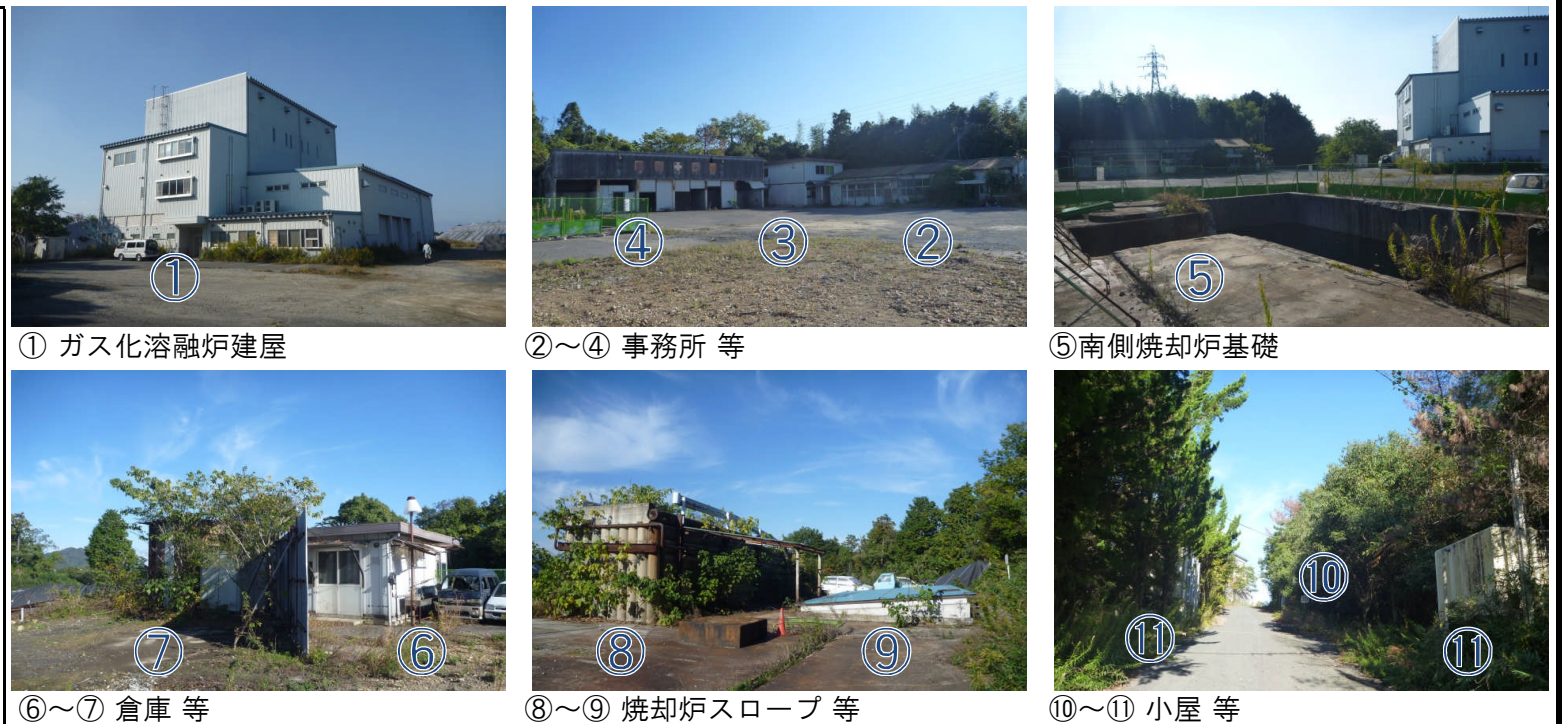 ①
④ ③ ②
⑤
① ガス化溶融炉建屋
②～④ 事務所 等
⑤南側焼却炉基礎
⑦ ⑥
⑧ ⑨
⑩
⑪ ⑪
⑥～⑦ 倉庫 等
⑧～⑨ 焼却炉スロープ 等
⑩～⑪ 小屋 等